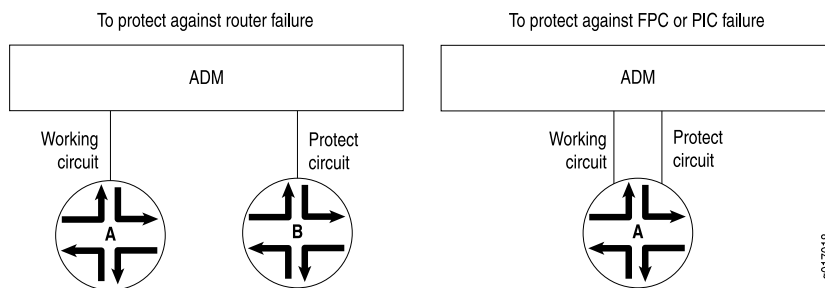 To protect against router failure
ADM
Working
circuit
Protect
circuit
A
B
To protect against FPC or PIC failure
ADM
Working
circuit
Protect
circuit
A
g017018